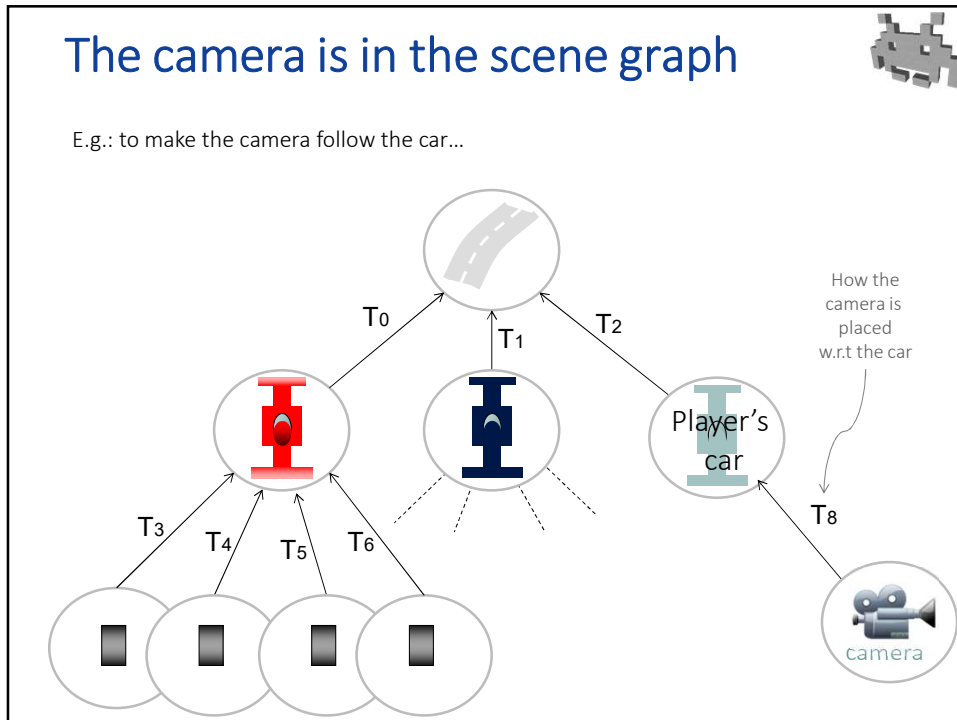 The camera is in the scene graph
E.g.: to make the camera follow the car…
How the
camera is
placed
w.r.t the car
T0
T1
T2
Player's
car
T8
T3
T4
T5
T6
camera